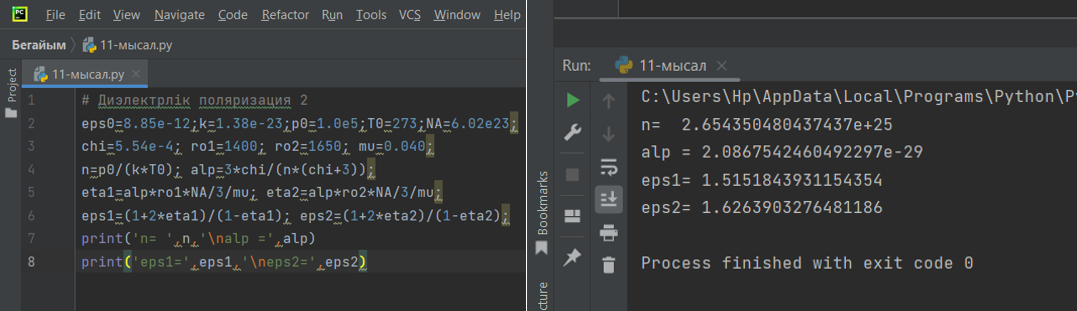 PC File Edit View Navigate Code Refactor Run Tools VCS Window Help
Бегайым 11-мысал.py
Project
11-мысал.py
1 # Диэлектрлік поляризация 2
2 eps0=8.85e-12;k=1.38e-23;p0=1.0e5;T0=273;NA=6.02e23;
3 chi=5.54e-4; ro1=1400; ro2=1650; mu=0.040;
4 n=p0/(k*T0); alp=3*chi/(n*(chi+3));
5 eta1=alp*ro1*NA/3/mu; eta2=alp*ro2*NA/3/mu;
6 eps1=(1+2*eta1)/(1-eta1); eps2=(1+2*eta2)/(1-eta2);
7 print('n= ',n,'\nalp =',alp)
8 print('eps1=',eps1,'\neps2=',eps2)
Run: 11-мысал
C:\Users\Hp\AppData\Local\Programs\Python\P
n=  2.654350480437437e+25
alp = 2.0867542460492297e-29
eps1= 1.5151843931154354
eps2= 1.6263903276481186
Process finished with exit code 0
Bookmarks
cture